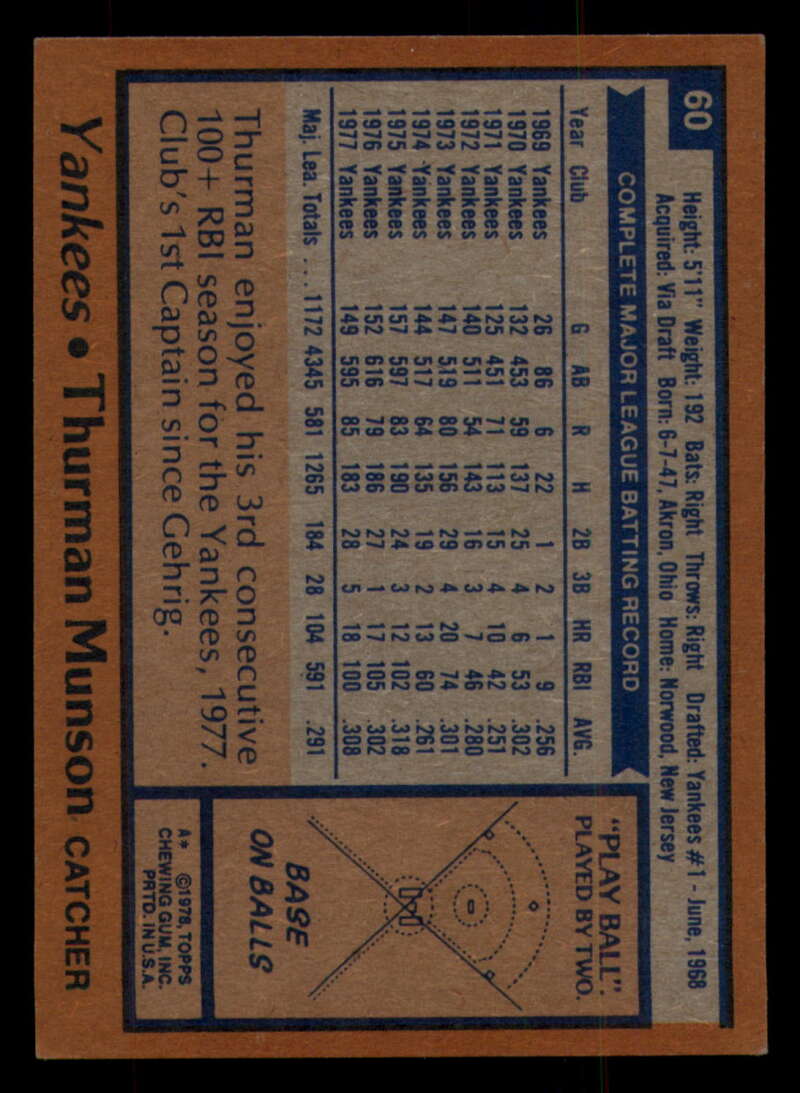 60
Height: 5'11" Weight: 192 Bats: Right Throws: Right Drafted: Yankees #1 - June, 1968
Acquired: Via Draft Born: 6-7-47, Akron, Ohio Home: Norwood, New Jersey
COMPLETE MAJOR LEAGUE BATTING RECORD
Year Club G AB R H 2B 3B HR RBI AVG.
1969 Yankees 26 86 6 22 1 2 1 9 .256
1970 Yankees 132 453 59 137 25 4 6 53 .302
1971 Yankees 125 451 71 113 15 4 10 42 .251
1972 Yankees 140 511 54 143 16 3 7 46 .280
1973 Yankees 147 519 80 156 29 4 20 74 .301
1974 Yankees 144 517 64 135 19 2 13 60 .261
1975 Yankees 157 597 83 190 24 3 12 102 .318
1976 Yankees 152 616 79 186 27 1 17 105 .302
1977 Yankees 149 595 85 183 28 5 18 100 .308
Maj. Lea. Totals ... 1172 4345 581 1265 184 28 104 591 .291
Thurman enjoyed his 3rd consecutive
100+ RBI season for the Yankees, 1977.
Club's 1st Captain since Gehrig.
"PLAY BALL".
PLAYED BY TWO.
BASE
ON BALLS
A* ©1978, TOPPS
CHEWING GUM, INC.
PRTD. IN U.S.A.
Yankees • Thurman Munson CATCHER